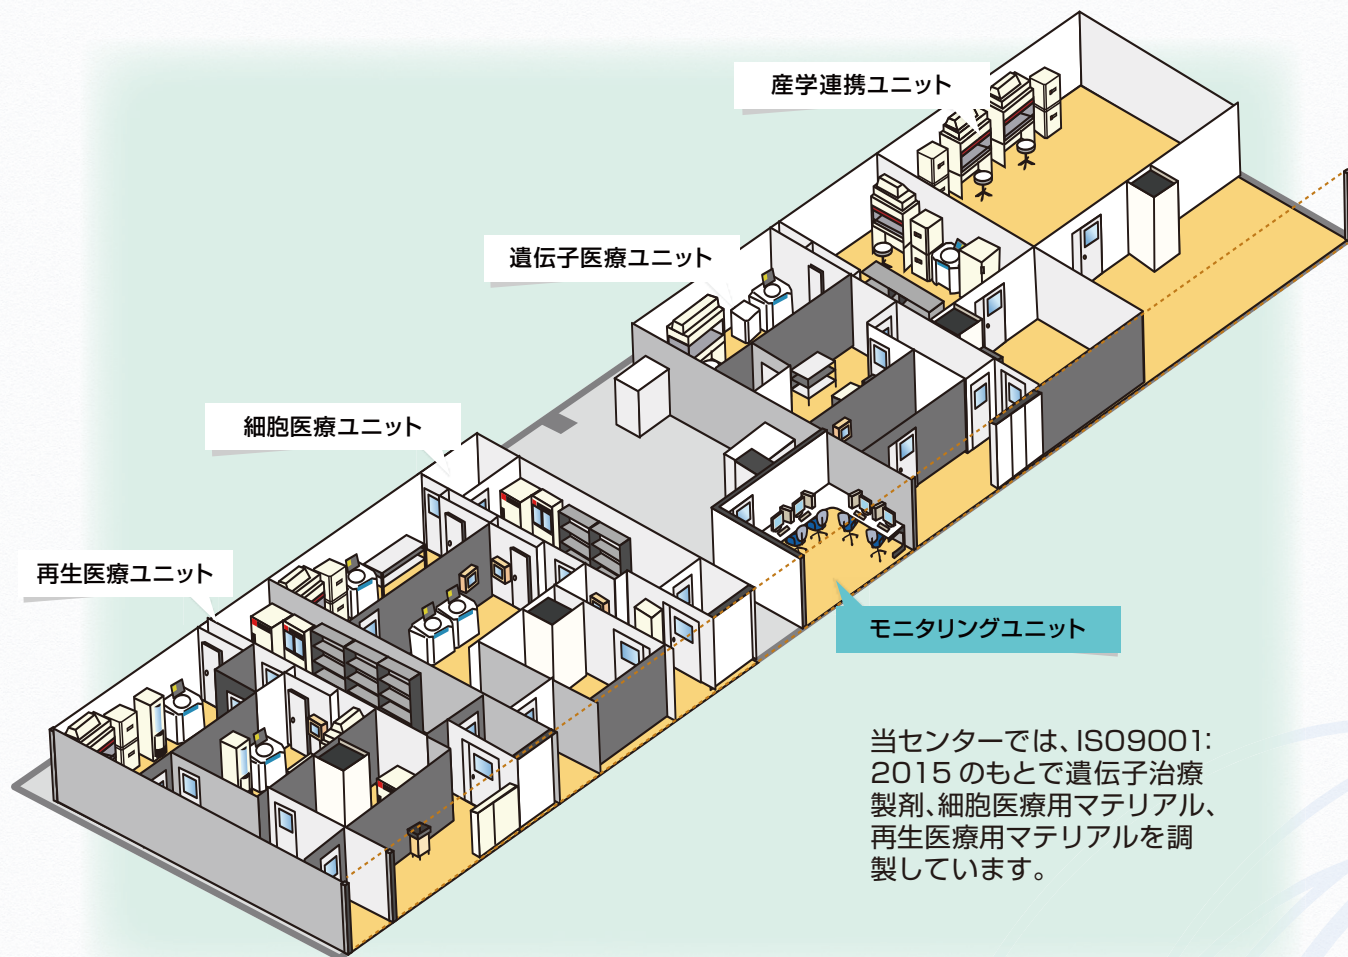 産学連携ユニット
遺伝子医療ユニット
細胞医療ユニット
再生医療ユニット
モニタリングユニット
当センターでは、ISO9001:
2015 のもとで遺伝子治療
製剤、細胞医療用マテリアル、
再生医療用マテリアルを調
製しています。